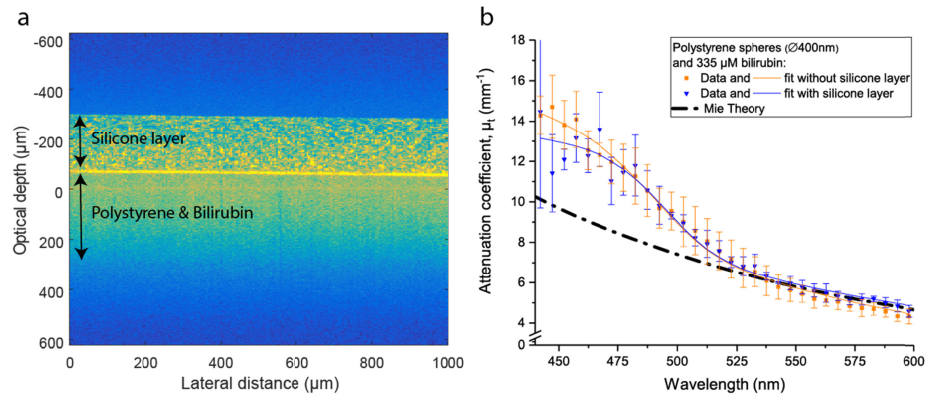 a
-600
-400
-200
0
200
400
600
Optical depth (μm)
Silicone layer
Polystyrene & Bilirubin
0
200
400
600
800
1000
Lateral distance (μm)
b
18
16
14
12
10
8
6
4
0
Attenuation coefficient, μt (mm⁻¹)
Polystyrene spheres (Ø400nm)
and 335 μM bilirubin:
Data and fit without silicone layer
Data and fit with silicone layer
Mie Theory
450
475
500
525
550
575
600
Wavelength (nm)